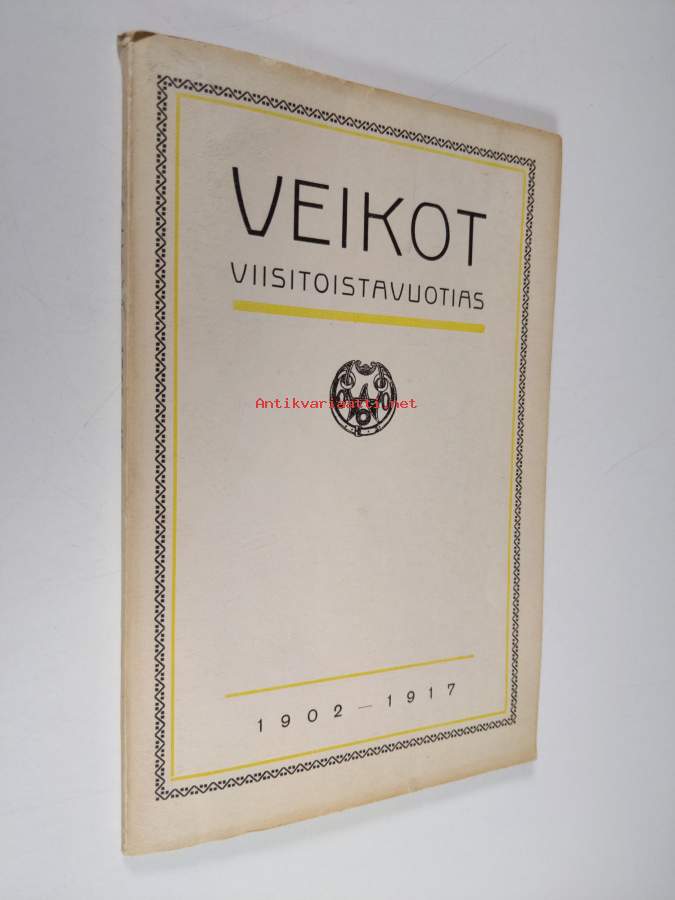 VEIKOT
VIISITOISTAVUOTIAS
Antikvariaatti.net
1902 — 1917